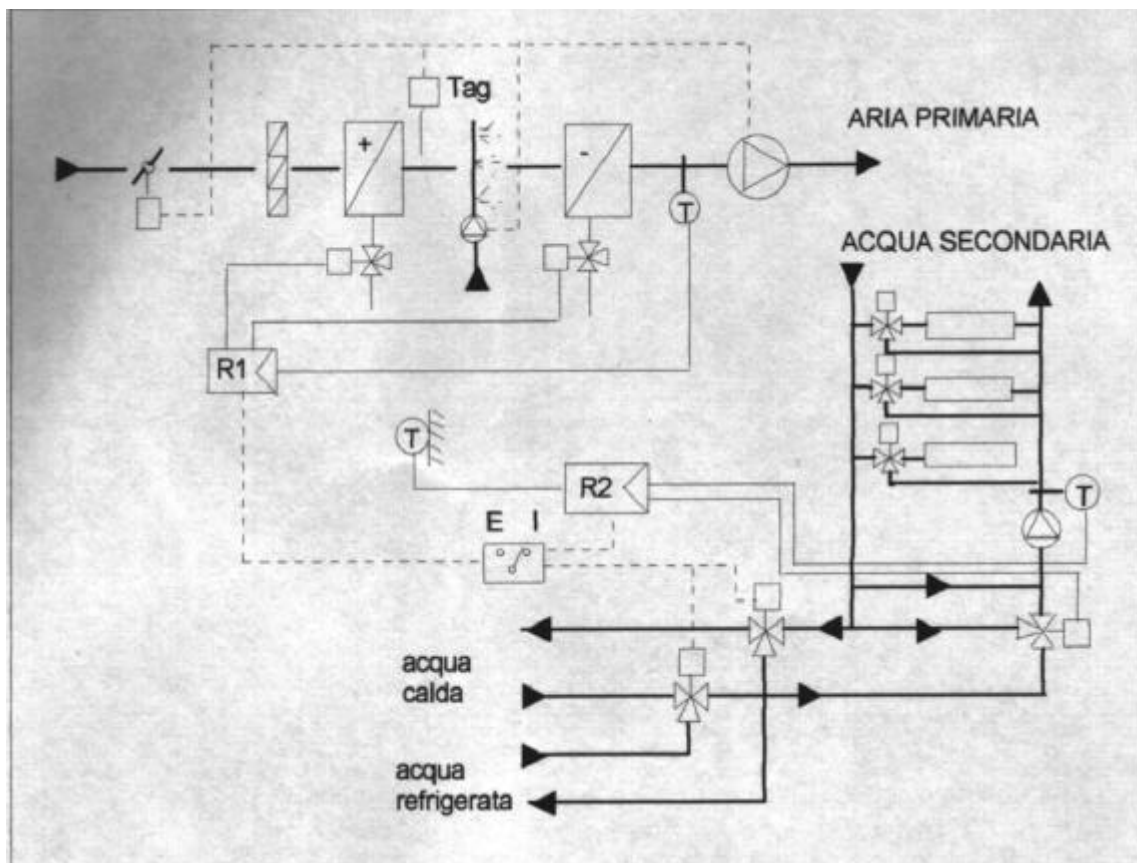 Tag
ARIA PRIMARIA
+
-
T
ACQUA SECONDARIA
R1
T
R2
T
E I
acqua
calda
acqua
refrigerata